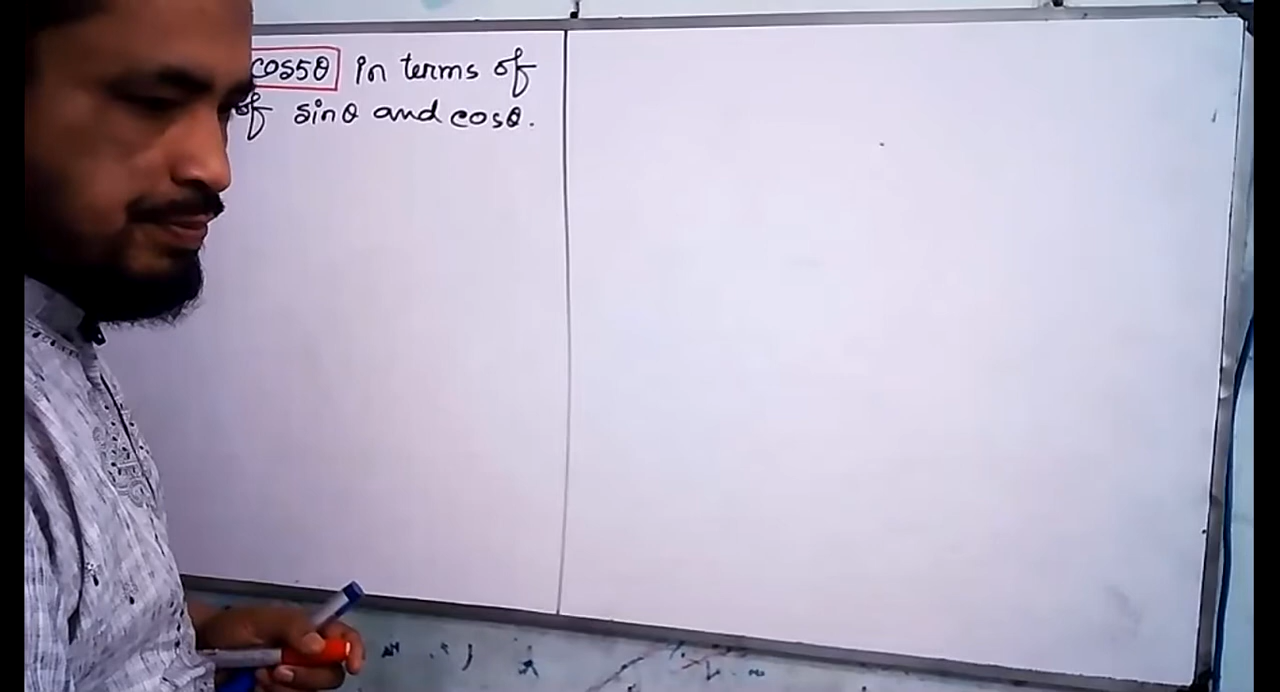 cos5θ in terms of
of sinθ and cosθ.